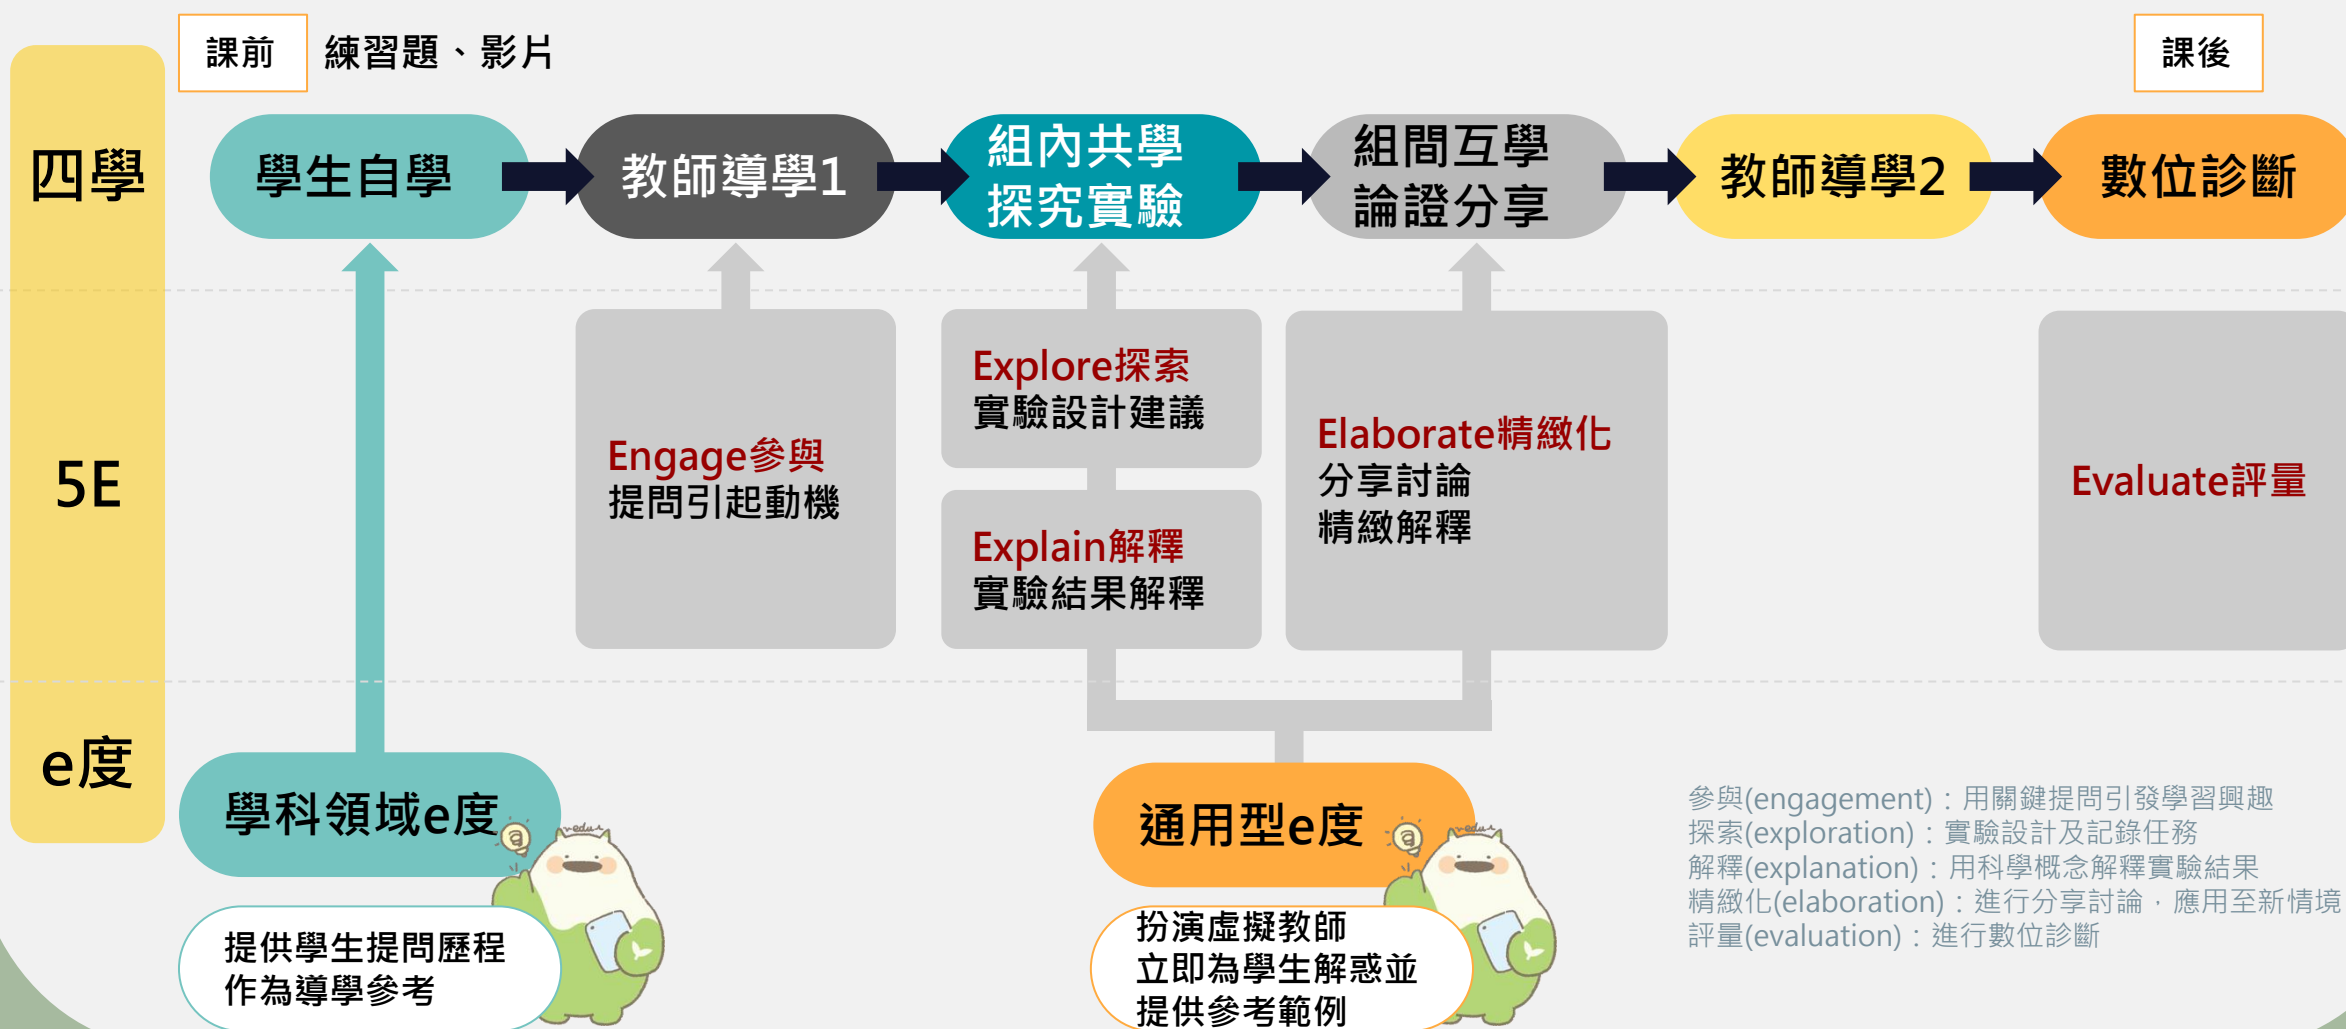 課前
練習題、影片
課後
四學
學生自學
教師導學1
組內共學
探究實驗
組間互學
論證分享
教師導學2
數位診斷
5E
Engage參與
提問引起動機
Explore探索
實驗設計建議
Explain解釋
實驗結果解釋
Elaborate精緻化
分享討論
精緻解釋
Evaluate評量
e度
學科領域e度
提供學生提問歷程
作為導學參考
通用型e度
扮演虛擬教師
立即為學生解惑並
提供參考範例
參與(engagement)：用關鍵提問引發學習興趣
探索(exploration)：實驗設計及記錄任務
解釋(explanation)：用科學概念解釋實驗結果
精緻化(elaboration)：進行分享討論，應用至新情境
評量(evaluation)：進行數位診斷